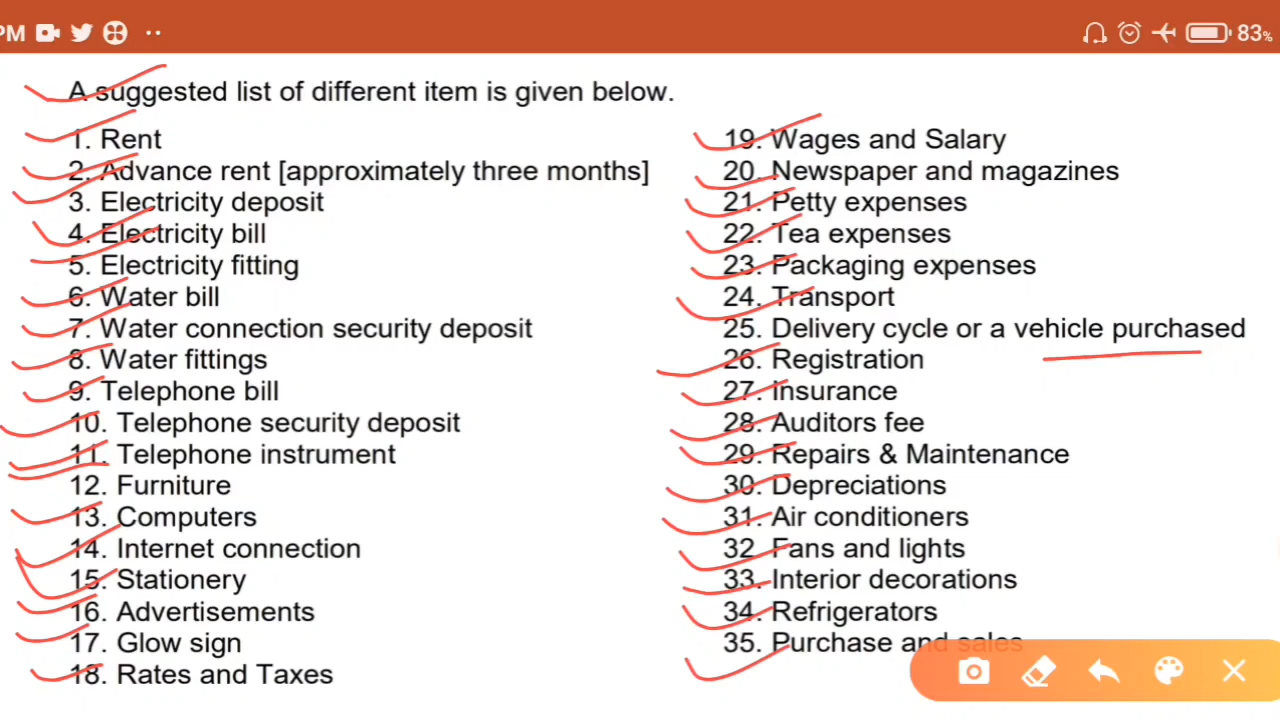 PM
83%
A suggested list of different item is given below.
1. Rent
2. Advance rent [approximately three months]
3. Electricity deposit
4. Electricity bill
5. Electricity fitting
6. Water bill
7. Water connection security deposit
8. Water fittings
9. Telephone bill
10. Telephone security deposit
11. Telephone instrument
12. Furniture
13. Computers
14. Internet connection
15. Stationery
16. Advertisements
17. Glow sign
18. Rates and Taxes
19. Wages and Salary
20. Newspaper and magazines
21. Petty expenses
22. Tea expenses
23. Packaging expenses
24. Transport
25. Delivery cycle or a vehicle purchased
26. Registration
27. Insurance
28. Auditors fee
29. Repairs & Maintenance
30. Depreciations
31. Air conditioners
32. Fans and lights
33. Interior decorations
34. Refrigerators
35. Purchase and sales